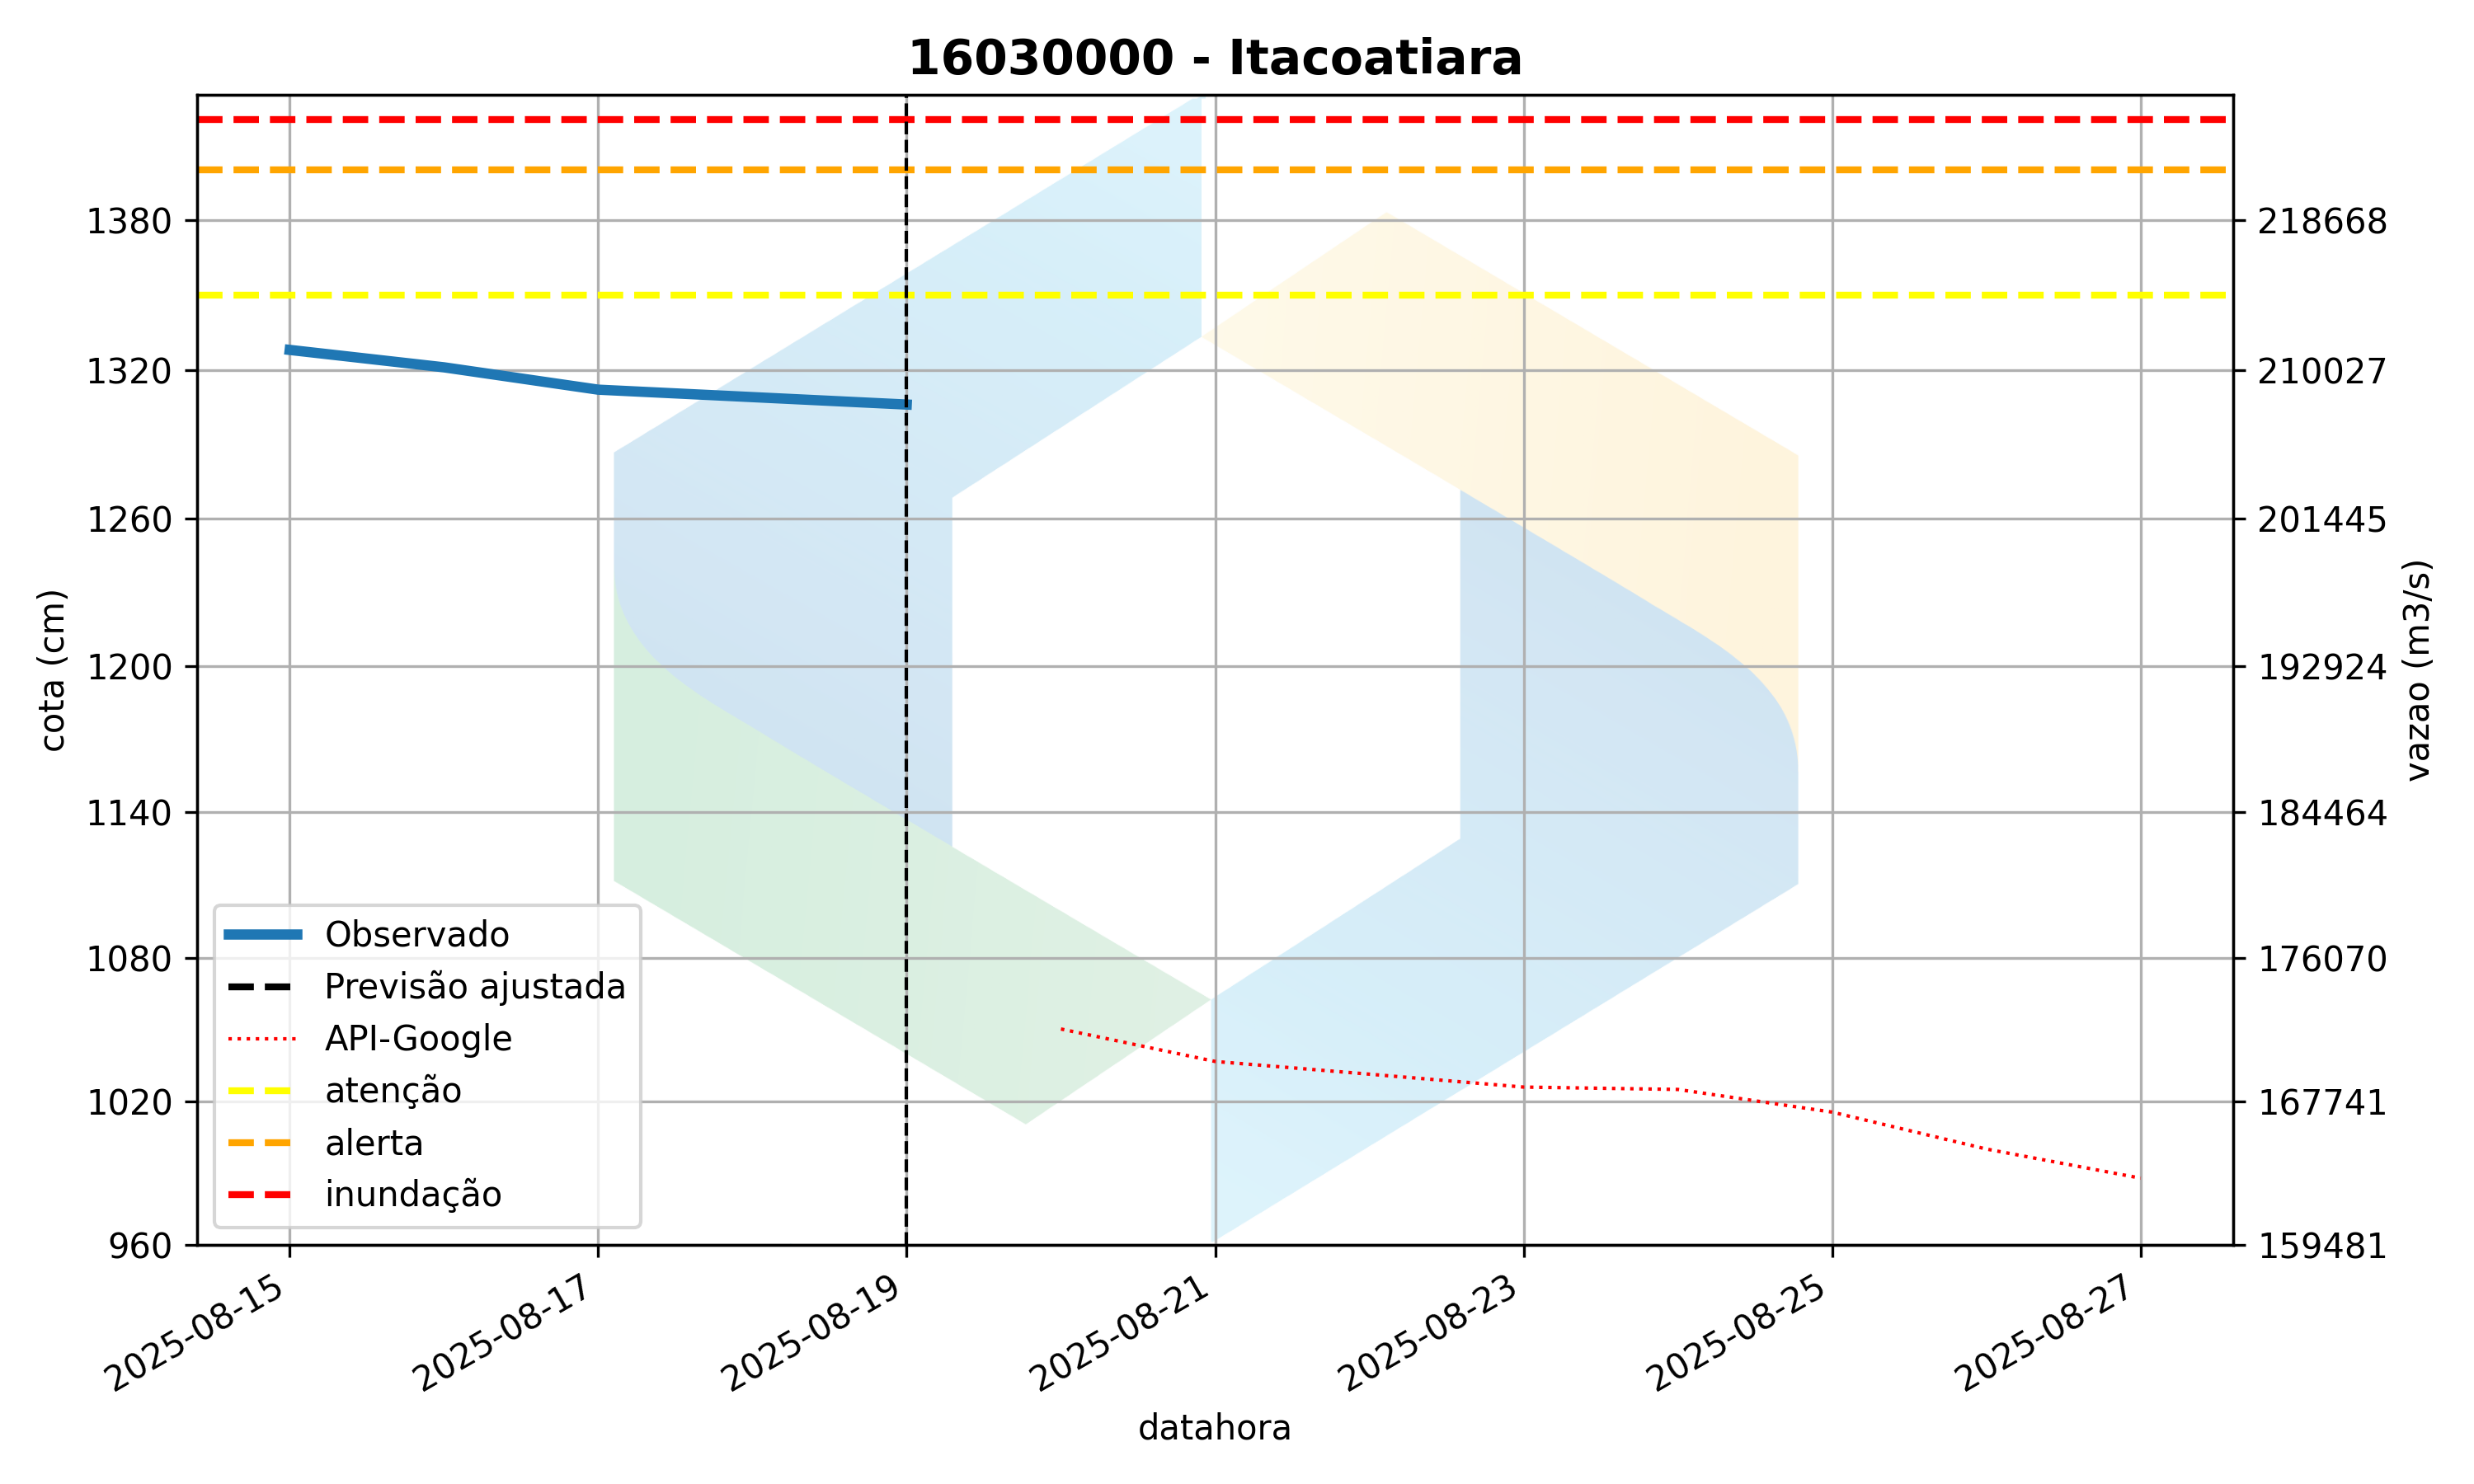 16030000 - Itacoatiara
1380
1320
1260
1200
1140
1080
1020
960
cota (cm)
218668
210027
201445
192924
184464
176070
167741
159481
vazao (m3/s)
Observado
Previsão ajustada
API-Google
atenção
alerta
inundação
2025-08-15
2025-08-17
2025-08-19
2025-08-21
2025-08-23
2025-08-25
2025-08-27
datahora